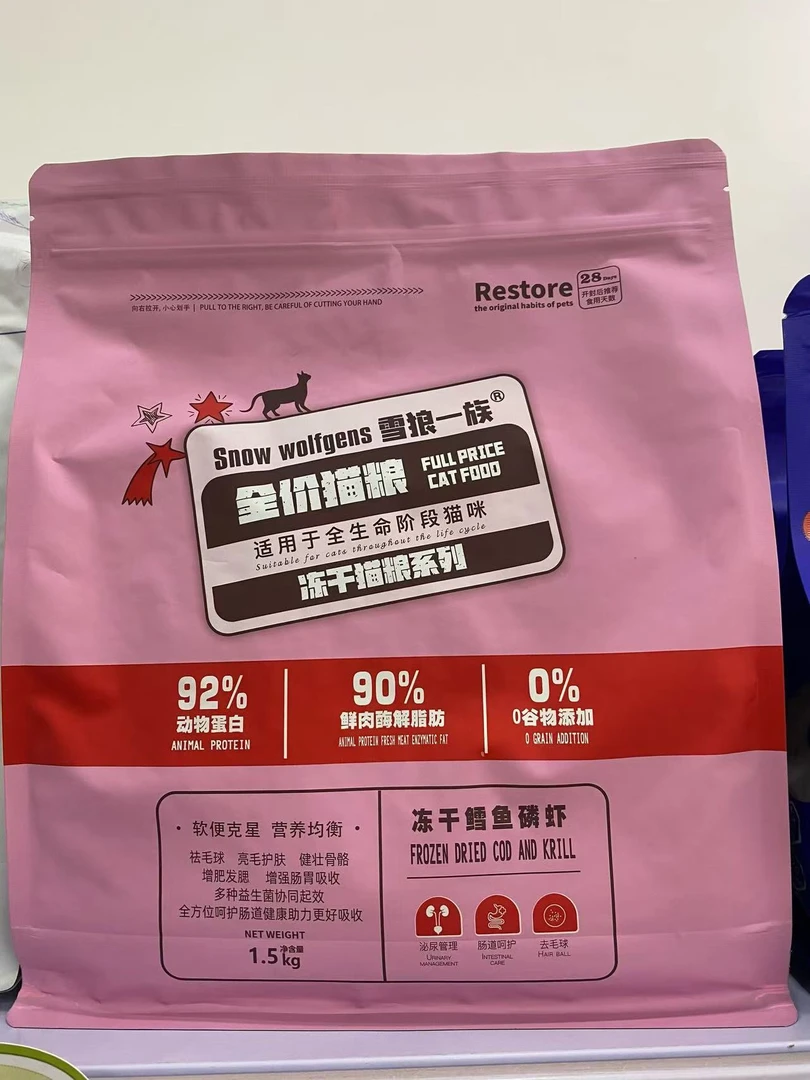 向右拉开, 小心划手 | PULL TO THE RIGHT, BE CAREFUL OF CUTTING YOUR HAND
Restore
the original habits of pets
28 Days
开封后推荐
食用天数
Snow wolfgens 雪狼一族®
全价猫粮
FULL PRICE
CAT FOOD
适用于全生命阶段猫咪
Suitable for cats throughout the life cycle
冻干猫粮系列
92%
动物蛋白
ANIMAL PROTEIN
90%
鲜肉酶解脂肪
ANIMAL PROTEIN FRESH MEAT ENZYMATIC FAT
0%
0谷物添加
0 GRAIN ADDITION
· 软便克星 营养均衡 ·
祛毛球 亮毛护肤 健壮骨骼
增肥发腮 增强肠胃吸收
多种益生菌协同起效
全方位呵护肠道健康助力更好吸收
NET WEIGHT
1.5kg 净含量
冻干鳕鱼磷虾
FROZEN DRIED COD AND KRILL
泌尿管理
URINARY
MANAGEMENT
肠道呵护
INTESTINAL
CARE
去毛球
HAIR BALL